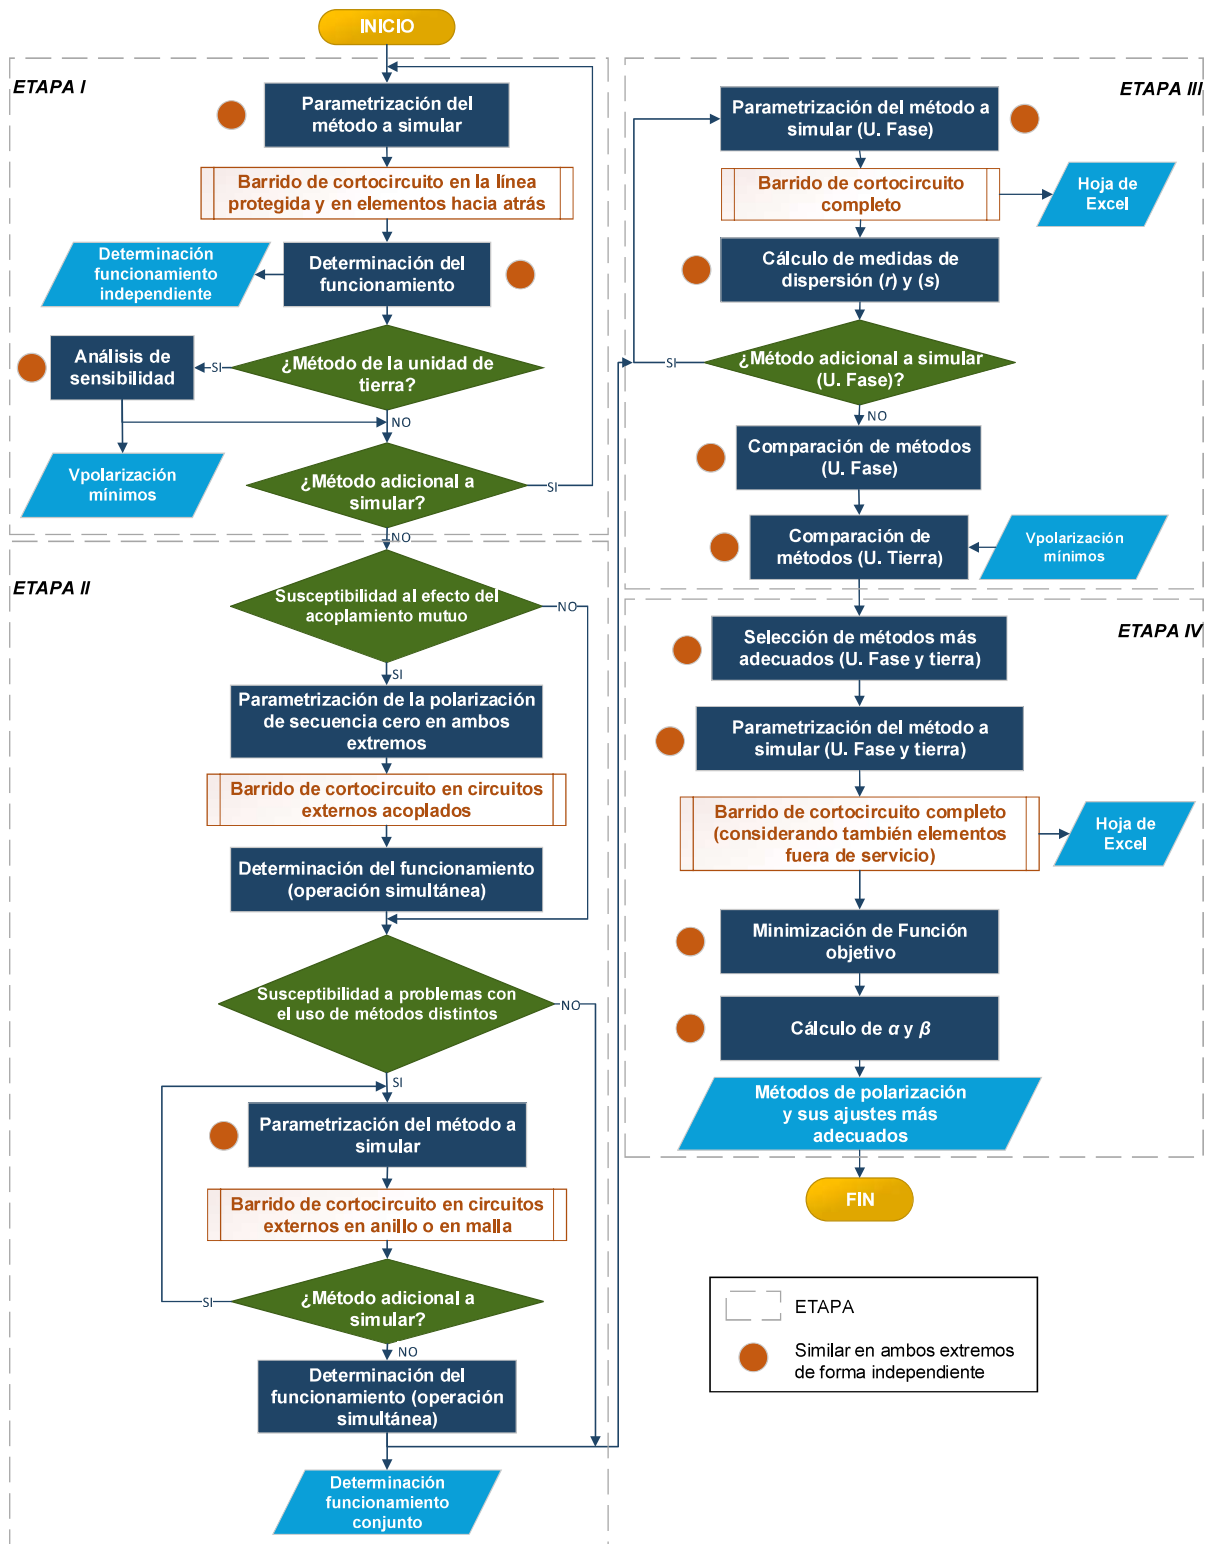 INICIO
ETAPA I
Parametrización del
método a simular
Barrido de cortocircuito en la línea
protegida y en elementos hacia atrás
Determinación
funcionamiento
independiente
Determinación del
funcionamiento
Análisis de
sensibilidad
SI
¿Método de la unidad de
tierra?
NO
Vpolarización
mínimos
¿Método adicional a
simular?
SI
NO
ETAPA II
Susceptibilidad al efecto del
acoplamiento mutuo
NO
SI
Parametrización de la polarización
de secuencia cero en ambos
extremos
Barrido de cortocircuito en circuitos
externos acoplados
Determinación del funcionamiento
(operación simultánea)
Susceptibilidad a problemas con
el uso de métodos distintos
NO
SI
Parametrización del método a
simular
Barrido de cortocircuito en circuitos
externos en anillo o en malla
SI
¿Método adicional a
simular?
NO
Determinación del
funcionamiento (operación
simultánea)
Determinación
funcionamiento
conjunto
ETAPA III
Parametrización del método a
simular (U. Fase)
Barrido de cortocircuito
completo
Hoja de
Excel
Cálculo de medidas de
dispersión (r) y (s)
SI
¿Método adicional a simular
(U. Fase)?
NO
Comparación de métodos
(U. Fase)
Comparación de
métodos (U. Tierra)
Vpolarización
mínimos
ETAPA IV
Selección de métodos más
adecuados (U. Fase y tierra)
Parametrización del método a
simular (U. Fase y tierra)
Barrido de cortocircuito completo
(considerando también elementos
fuera de servicio)
Hoja de
Excel
Minimización de Función
objetivo
Cálculo de α y β
Métodos de polarización
y sus ajustes más
adecuados
FIN
ETAPA
Similar en ambos extremos
de forma independiente